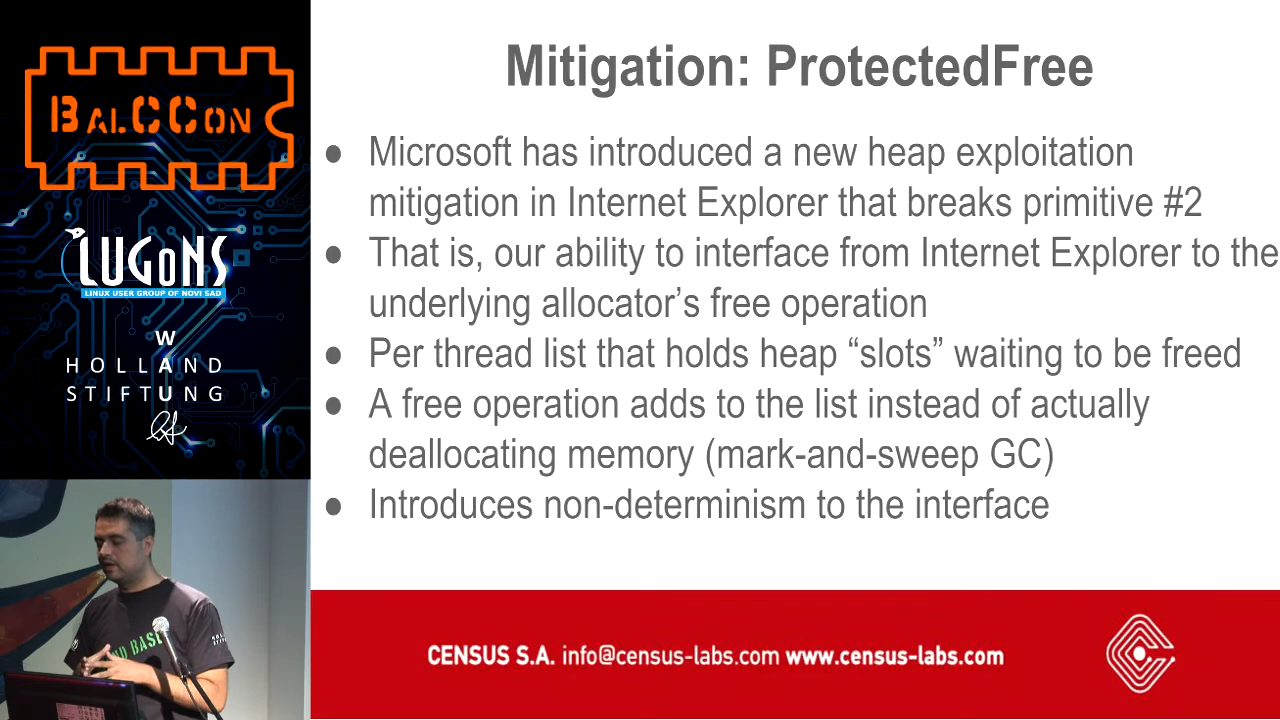 BALCCON
LUGONS
LINUX USER GROUP OF NOVI SAD
W
HOLLAND
A
STIFTUNG
U
Mitigation: ProtectedFree
● Microsoft has introduced a new heap exploitation
mitigation in Internet Explorer that breaks primitive #2
● That is, our ability to interface from Internet Explorer to the
underlying allocator’s free operation
● Per thread list that holds heap “slots” waiting to be freed
● A free operation adds to the list instead of actually
deallocating memory (mark-and-sweep GC)
● Introduces non-determinism to the interface
CENSUS S.A. info@census-labs.com www.census-labs.com